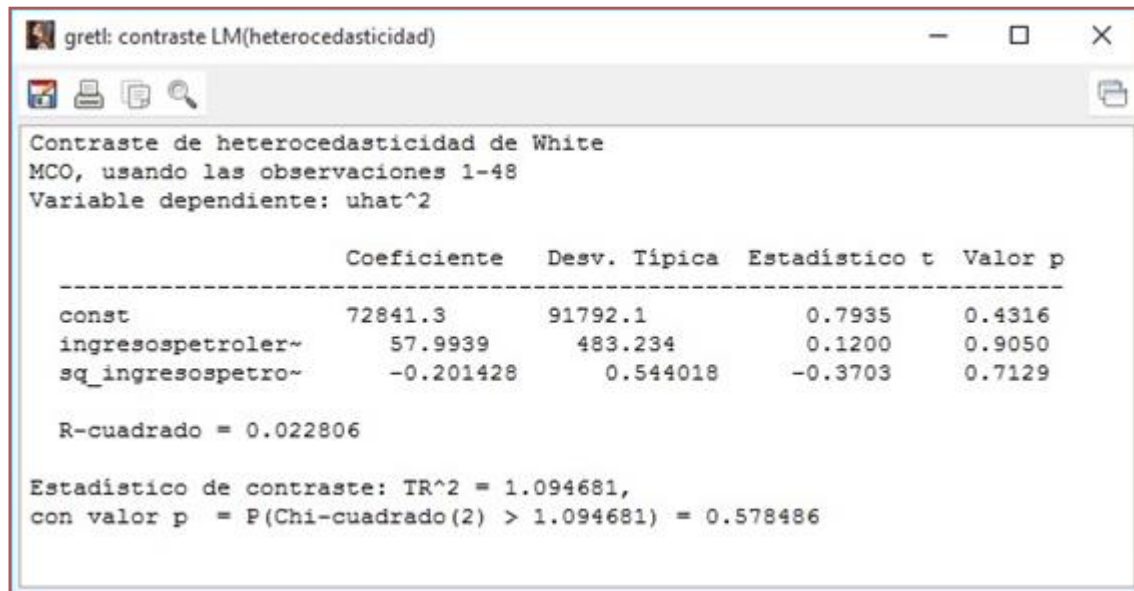 gretl: contraste LM(heterocedasticidad)
Contraste de heterocedasticidad de White
MCO, usando las observaciones 1-48
Variable dependiente: uhat^2
Coeficiente Desv. Típica Estadístico t Valor p
----------------------------------------------------------------------
const 72841.3 91792.1 0.7935 0.4316
ingresospetroler~ 57.9939 483.234 0.1200 0.9050
sq_ingresospetro~ -0.201428 0.544018 -0.3703 0.7129
R-cuadrado = 0.022806
Estadístico de contraste: TR^2 = 1.094681,
con valor p = P(Chi-cuadrado(2) > 1.094681) = 0.578486